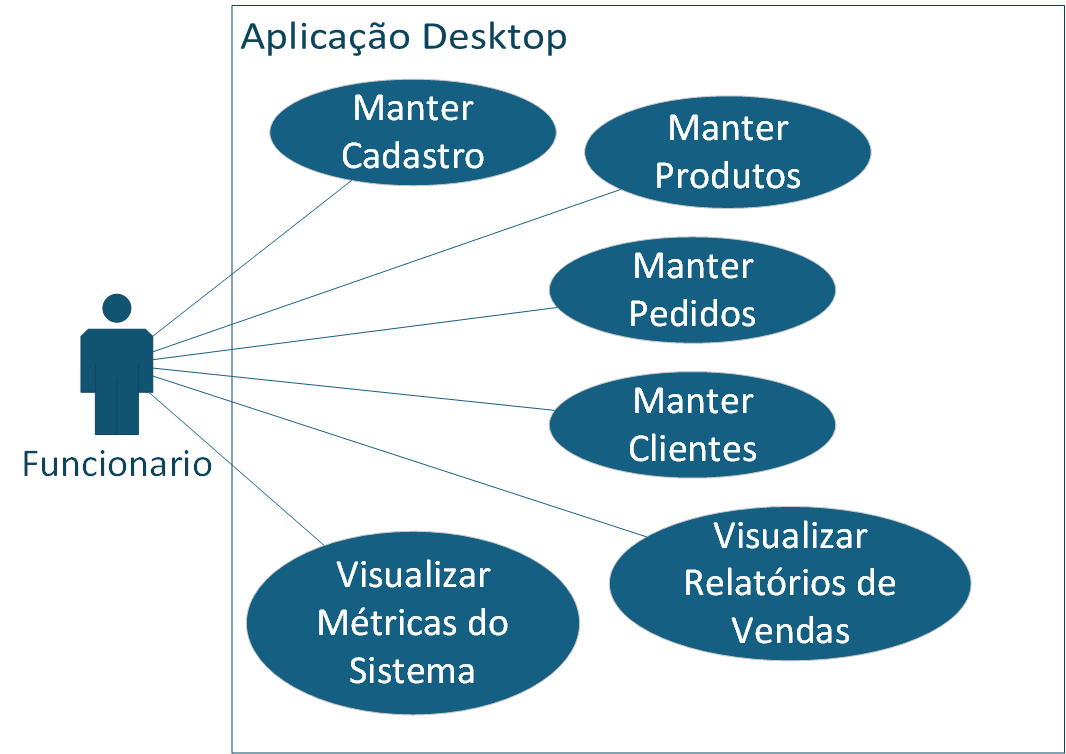 Aplicação Desktop
Manter
Cadastro
Manter
Produtos
Manter
Pedidos
Manter
Clientes
Funcionario
Visualizar
Relatórios de
Vendas
Visualizar
Métricas do
Sistema